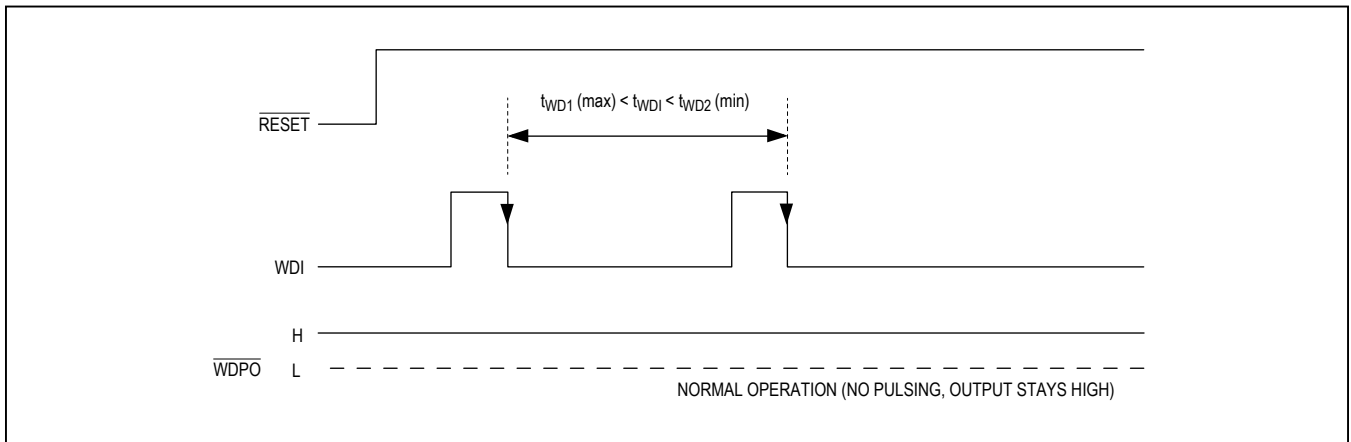 t_WD1 (max) < t_WDI < t_WD2 (min)
RESET
WDI
H
WDPO L
NORMAL OPERATION (NO PULSING, OUTPUT STAYS HIGH)